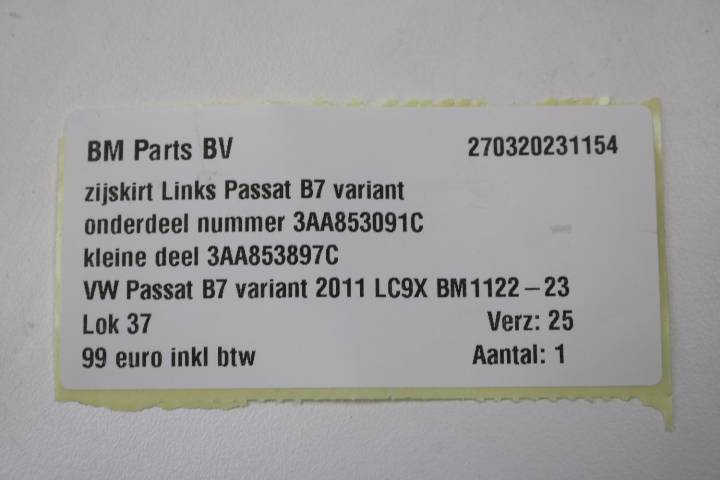 BM Parts BV 270320231154
zijskirt Links Passat B7 variant
onderdeel nummer 3AA853091C
kleine deel 3AA853897C
VW Passat B7 variant 2011 LC9X BM1122-23
Lok 37 Verz: 25
99 euro inkl btw Aantal: 1